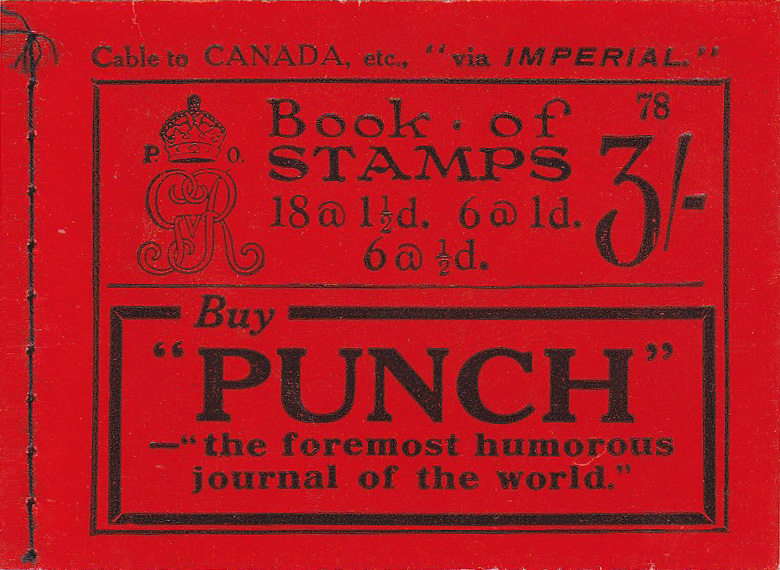 Cable to CANADA, etc., "via IMPERIAL."
78
Book · of
STAMPS
3/-
P. O.
GVR
18 @ 1½d. 6 @ 1d.
6 @ ½d.
Buy
"PUNCH"
—"the foremost humorous
journal of the world."